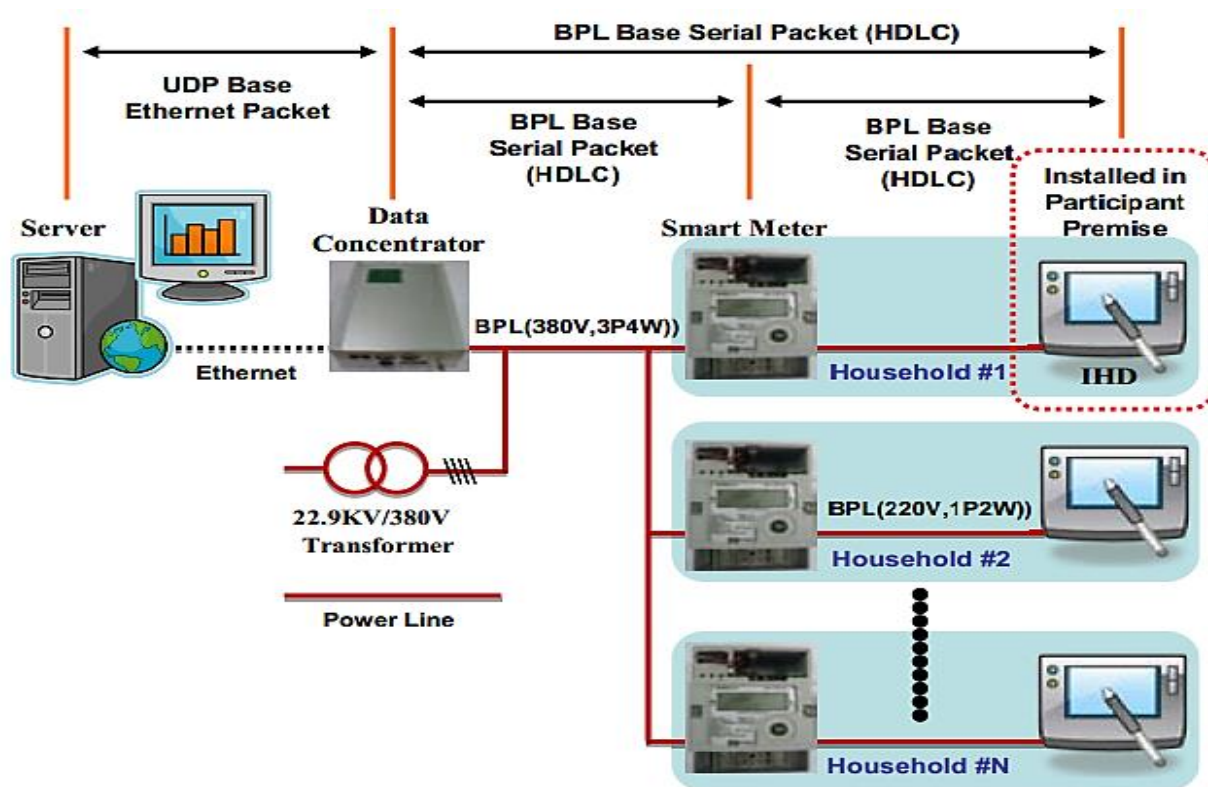 BPL Base Serial Packet (HDLC)
UDP Base
Ethernet Packet
BPL Base
Serial Packet
(HDLC)
BPL Base
Serial Packet
(HDLC)
Installed in
Participant
Premise
Server
Data
Concentrator
Smart Meter
BPL(380V,3P4W))
Ethernet
Household #1
IHD
22.9KV/380V
Transformer
BPL(220V,1P2W))
Household #2
Power Line
Household #N